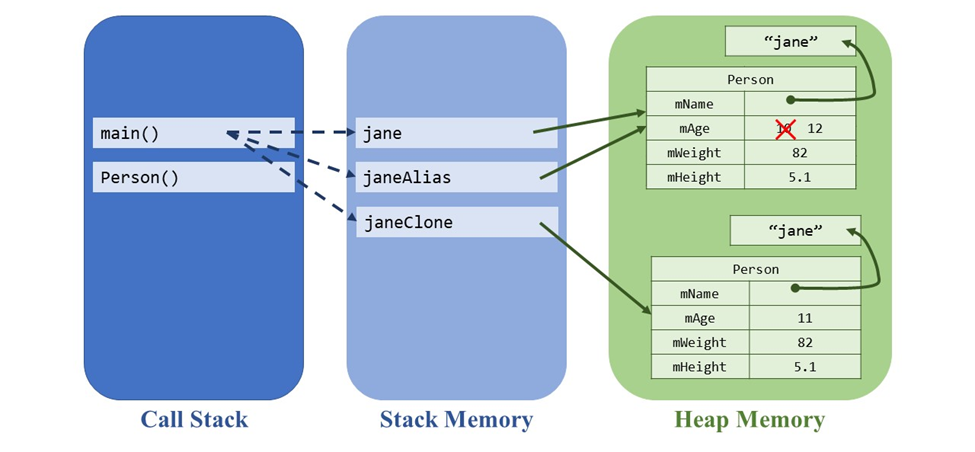 main()
Person()
Call Stack
jane
janeAlias
janeClone
Stack Memory
“jane”
Person
mName
mAge 10 12
mWeight 82
mHeight 5.1
“jane”
Person
mName
mAge 11
mWeight 82
mHeight 5.1
Heap Memory